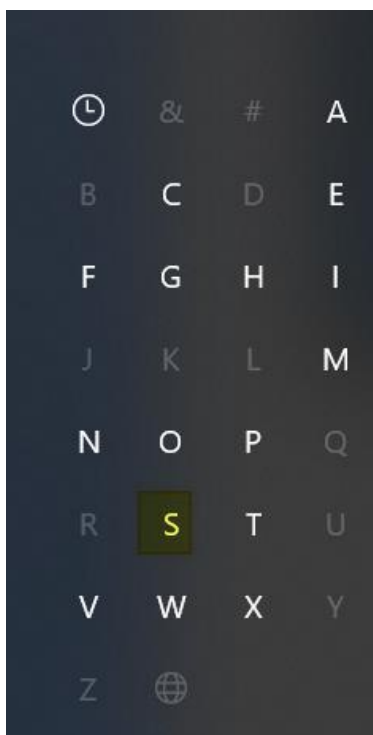 & # A
B C D E
F G H I
J K L M
N O P Q
R S T U
V W X Y
Z